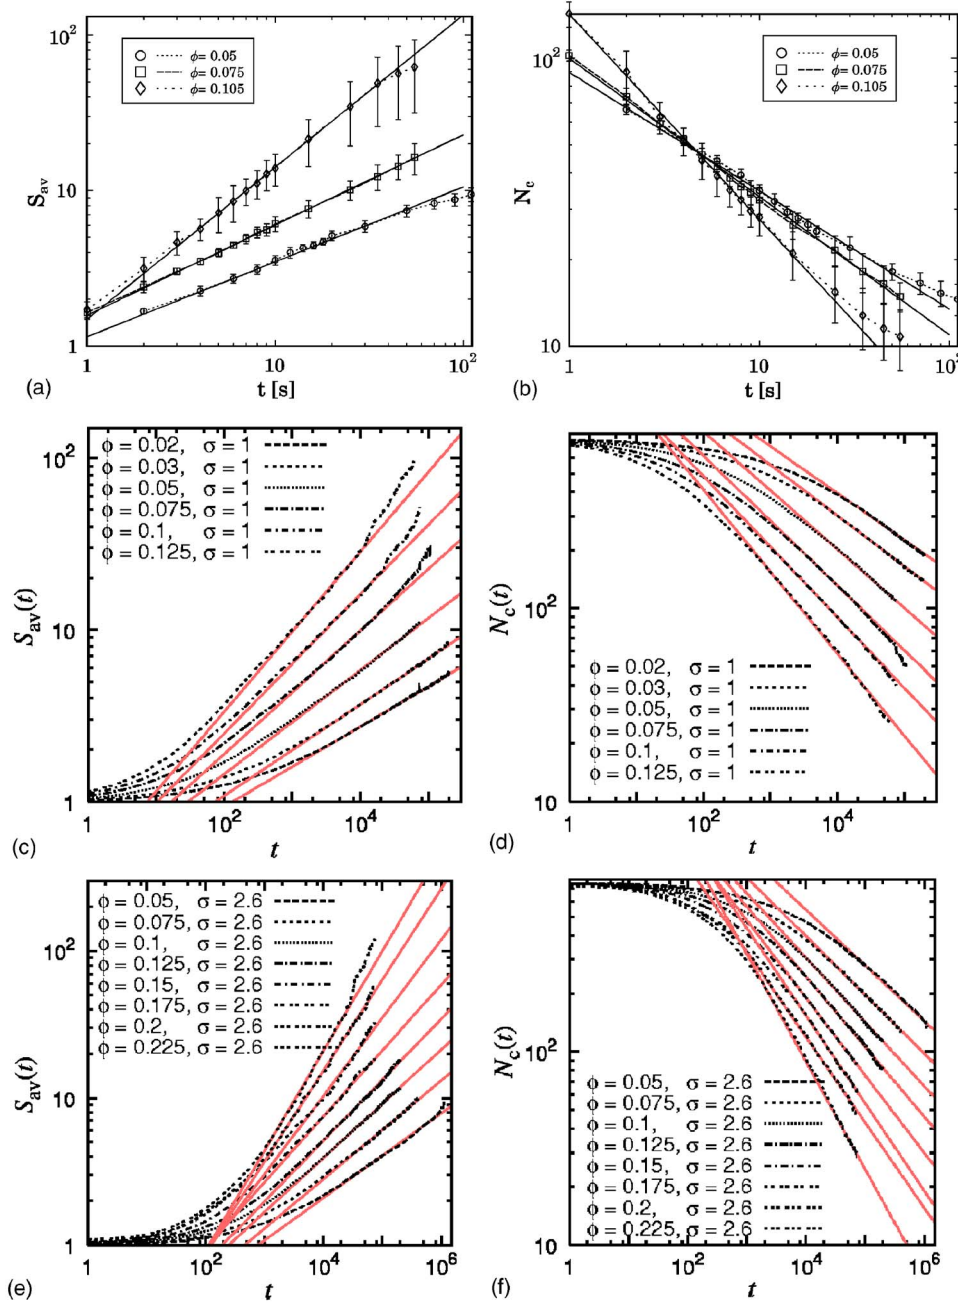 10²
ϕ= 0.05
ϕ= 0.075
ϕ= 0.105
S_av
10
1
1
10
10²
(a)
t [s]
ϕ= 0.05
ϕ= 0.075
ϕ= 0.105
10²
N_c
10
1
10
10²
(b)
t [s]
ϕ = 0.02, σ = 1
ϕ = 0.03, σ = 1
ϕ = 0.05, σ = 1
ϕ = 0.075, σ = 1
ϕ = 0.1, σ = 1
ϕ = 0.125, σ = 1
10²
S_av(t)
10
1
1
10²
10⁴
(c)
t
10²
N_c(t)
ϕ = 0.02, σ = 1
ϕ = 0.03, σ = 1
ϕ = 0.05, σ = 1
ϕ = 0.075, σ = 1
ϕ = 0.1, σ = 1
ϕ = 0.125, σ = 1
10
1
10²
10⁴
(d)
t
ϕ = 0.05, σ = 2.6
ϕ = 0.075, σ = 2.6
ϕ = 0.1, σ = 2.6
ϕ = 0.125, σ = 2.6
ϕ = 0.15, σ = 2.6
ϕ = 0.175, σ = 2.6
ϕ = 0.2, σ = 2.6
ϕ = 0.225, σ = 2.6
10²
S_av(t)
10
1
1
10²
10⁴
10⁶
(e)
t
10²
N_c(t)
ϕ = 0.05, σ = 2.6
ϕ = 0.075, σ = 2.6
ϕ = 0.1, σ = 2.6
ϕ = 0.125, σ = 2.6
ϕ = 0.15, σ = 2.6
ϕ = 0.175, σ = 2.6
ϕ = 0.2, σ = 2.6
ϕ = 0.225, σ = 2.6
10
1
10²
10⁴
10⁶
(f)
t